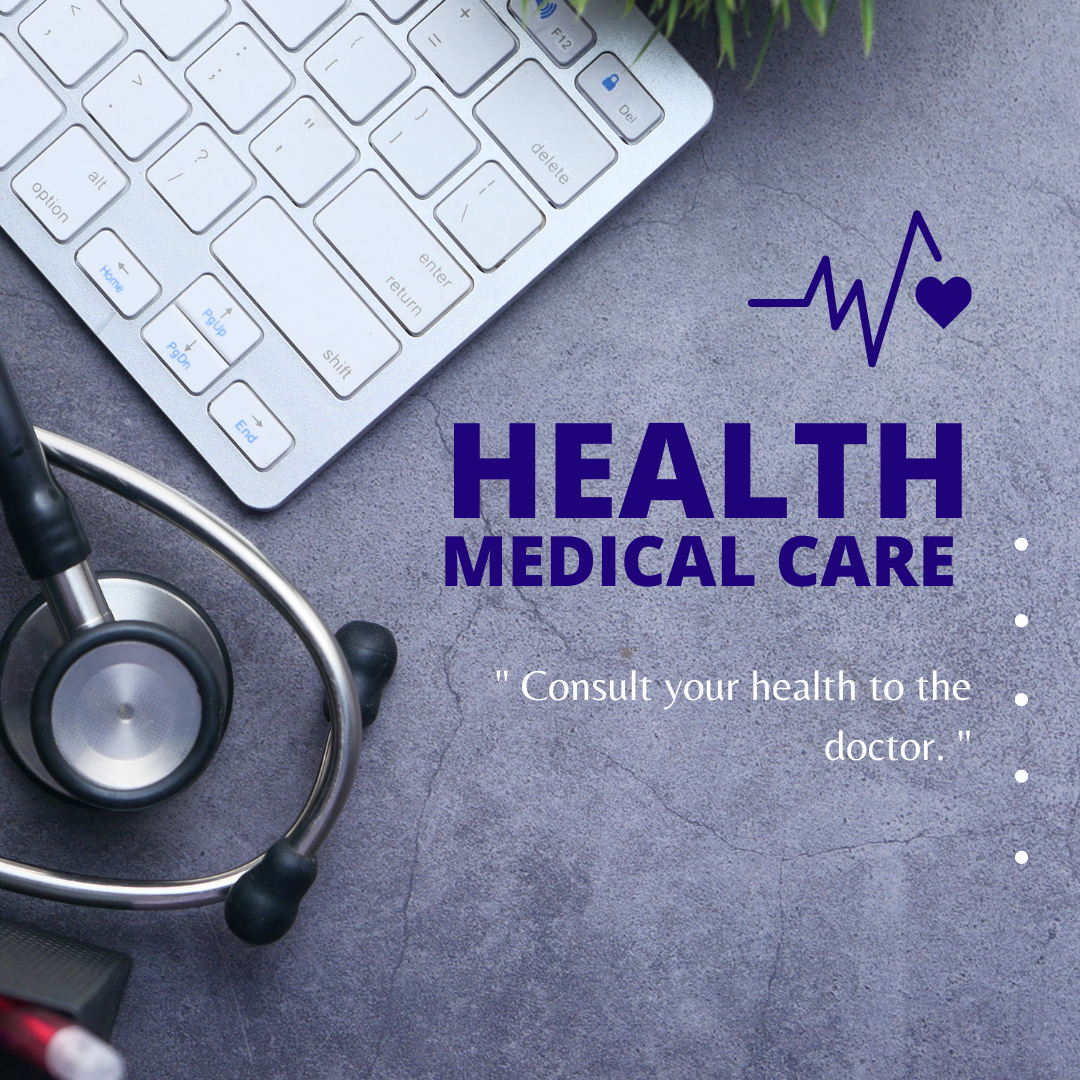 +
=
F12
Del
delete
{
[
}
]
enter
return
shift
alt
option
Home
PgUp
PgDn
End
?
/
HEALTH
MEDICAL CARE
" Consult your health to the
doctor. "